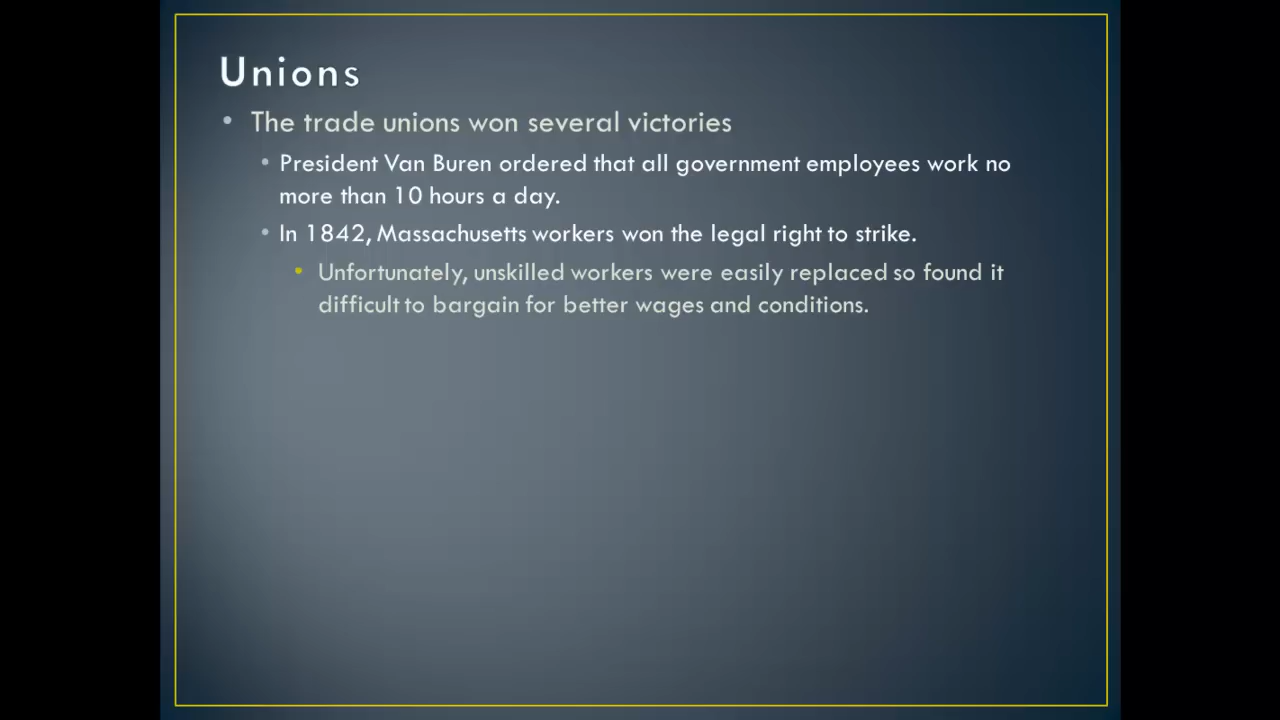 Unions
• The trade unions won several victories
• President Van Buren ordered that all government employees work no
more than 10 hours a day.
• In 1842, Massachusetts workers won the legal right to strike.
• Unfortunately, unskilled workers were easily replaced so found it
difficult to bargain for better wages and conditions.